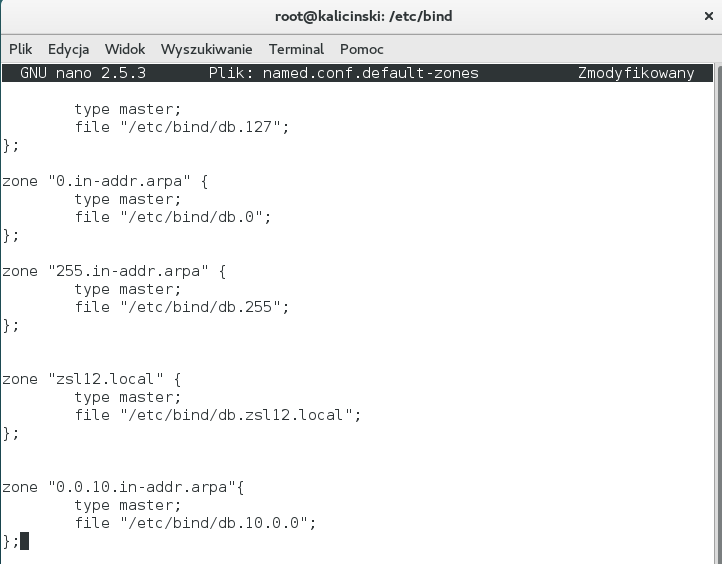 root@kalicinski: /etc/bind ×
Plik Edycja Widok Wyszukiwanie Terminal Pomoc
GNU nano 2.5.3 Plik: named.conf.default-zones Zmodyfikowany
type master;
file "/etc/bind/db.127";
};
zone "0.in-addr.arpa" {
type master;
file "/etc/bind/db.0";
};
zone "255.in-addr.arpa" {
type master;
file "/etc/bind/db.255";
};
zone "zsl12.local" {
type master;
file "/etc/bind/db.zsl12.local";
};
zone "0.0.10.in-addr.arpa"{
type master;
file "/etc/bind/db.10.0.0";
};